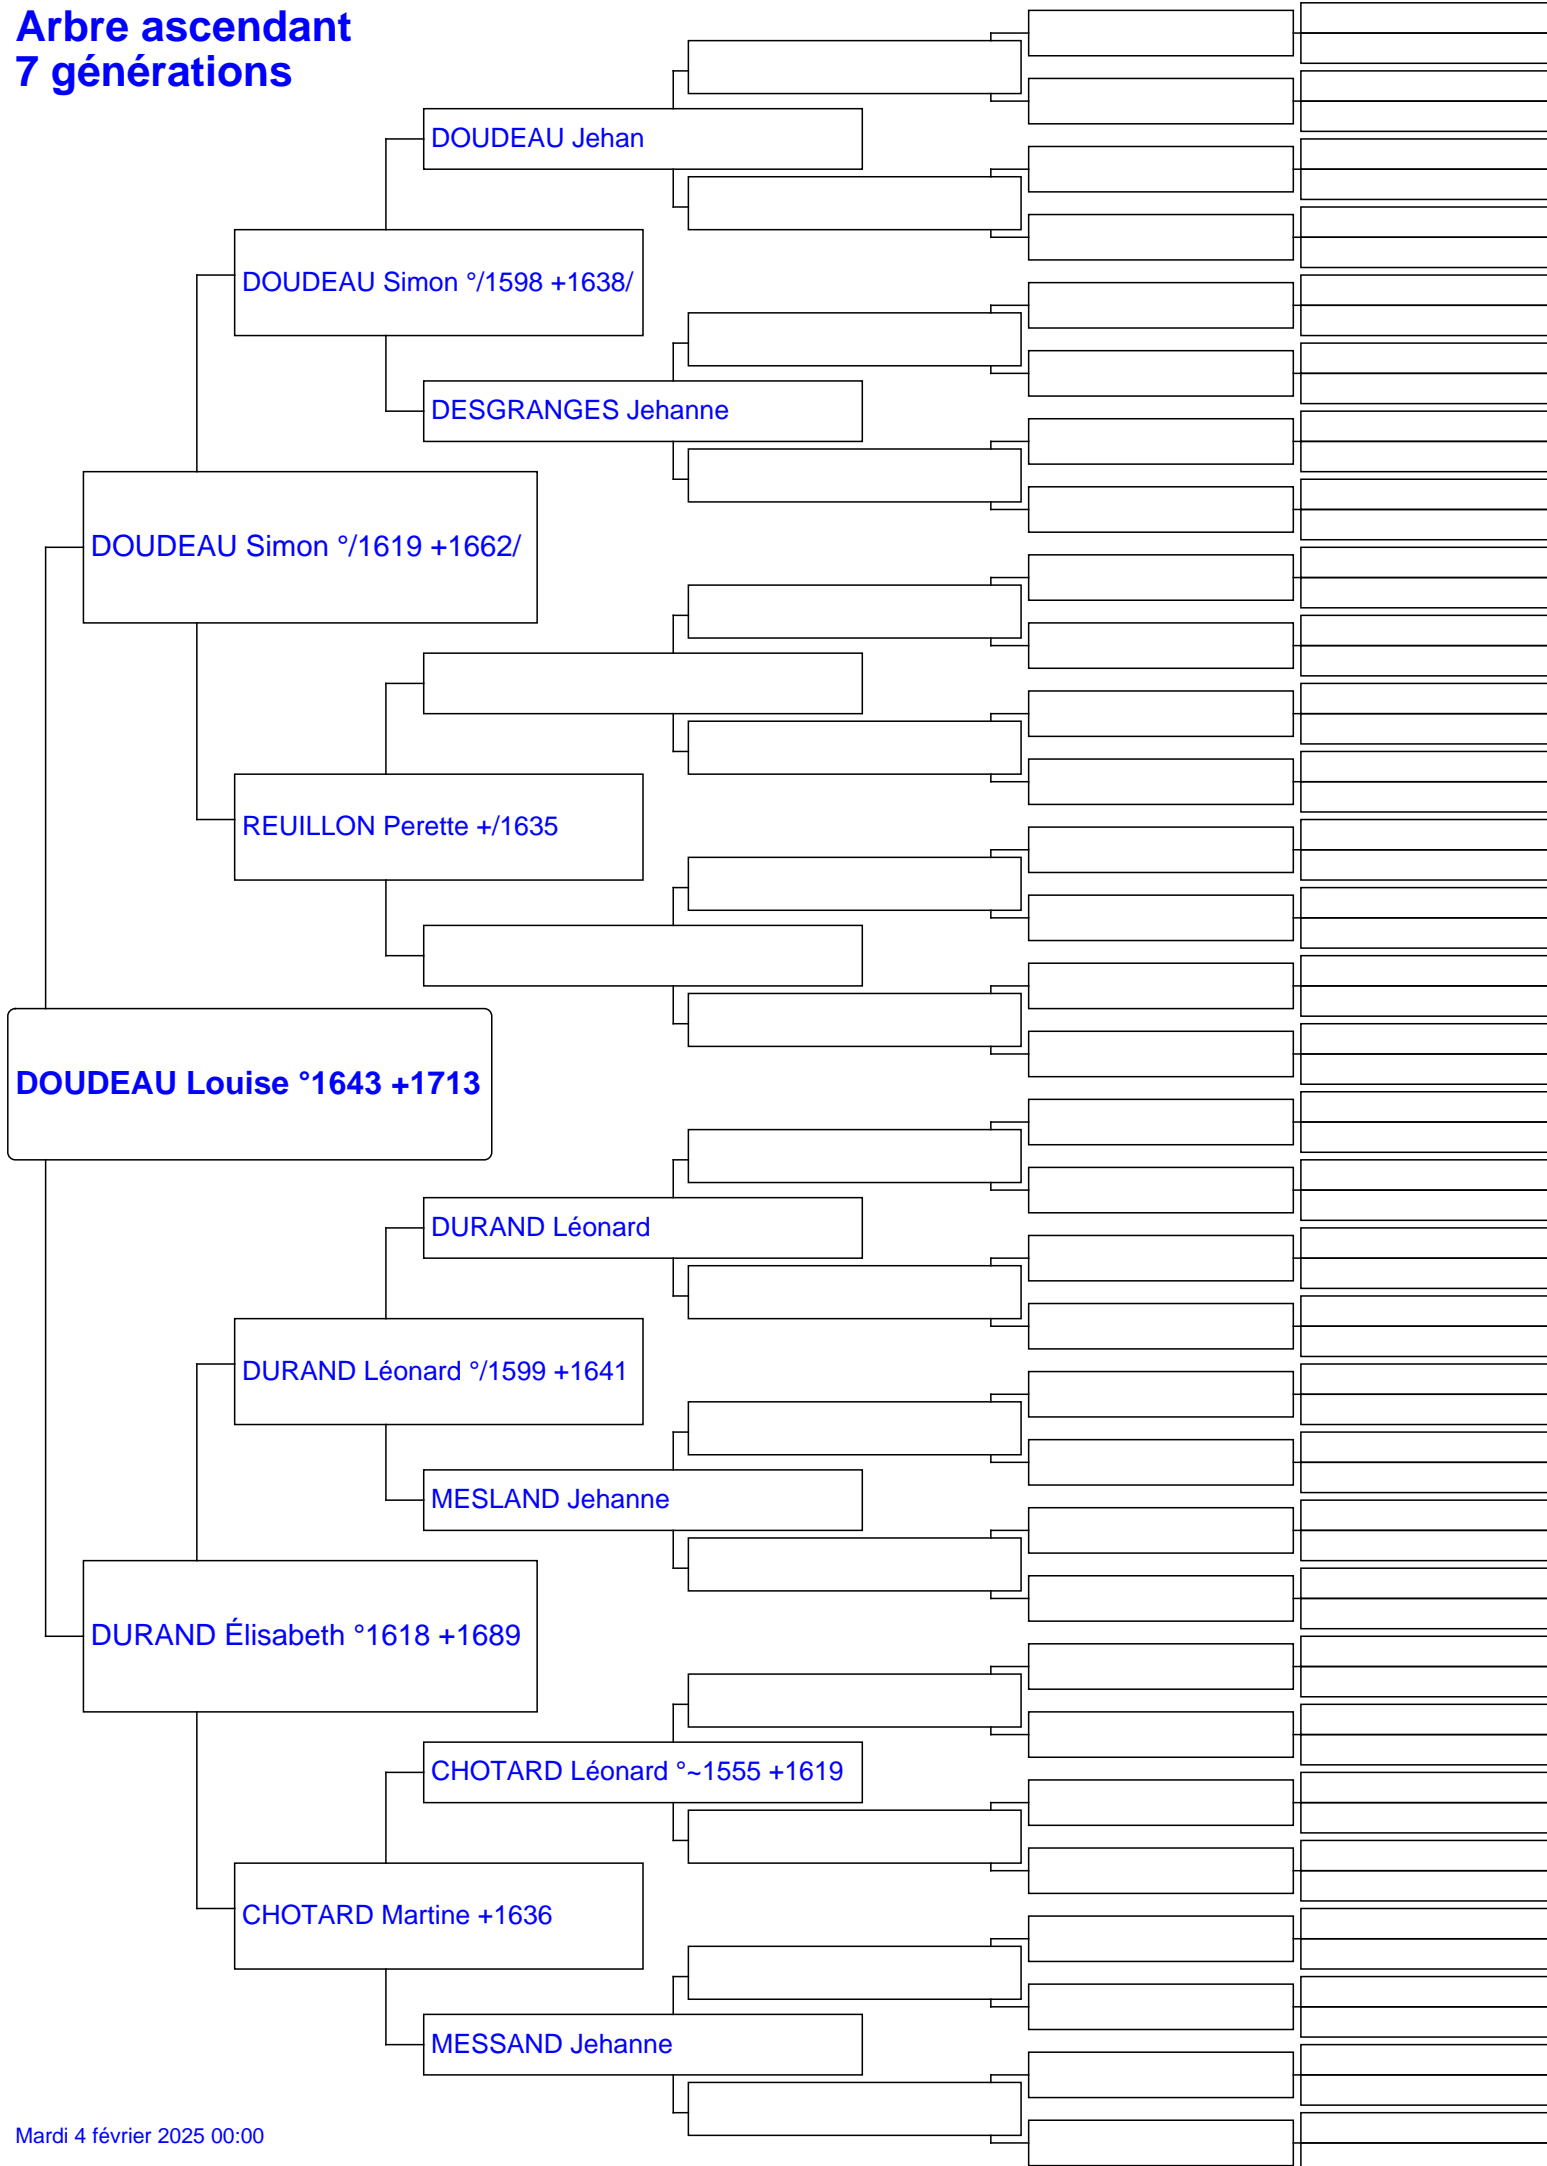 Arbre ascendant
7 générations
DOUDEAU Jehan
DOUDEAU Simon °/1598 +1638/
DESGRANGES Jehanne
DOUDEAU Simon °/1619 +1662/
REUILLON Perette +/1635
DOUDEAU Louise °1643 +1713
DURAND Léonard
DURAND Léonard °/1599 +1641
MESLAND Jehanne
DURAND Élisabeth °1618 +1689
CHOTARD Léonard °~1555 +1619
CHOTARD Martine +1636
MESSAND Jehanne
Mardi 4 février 2025 00:00